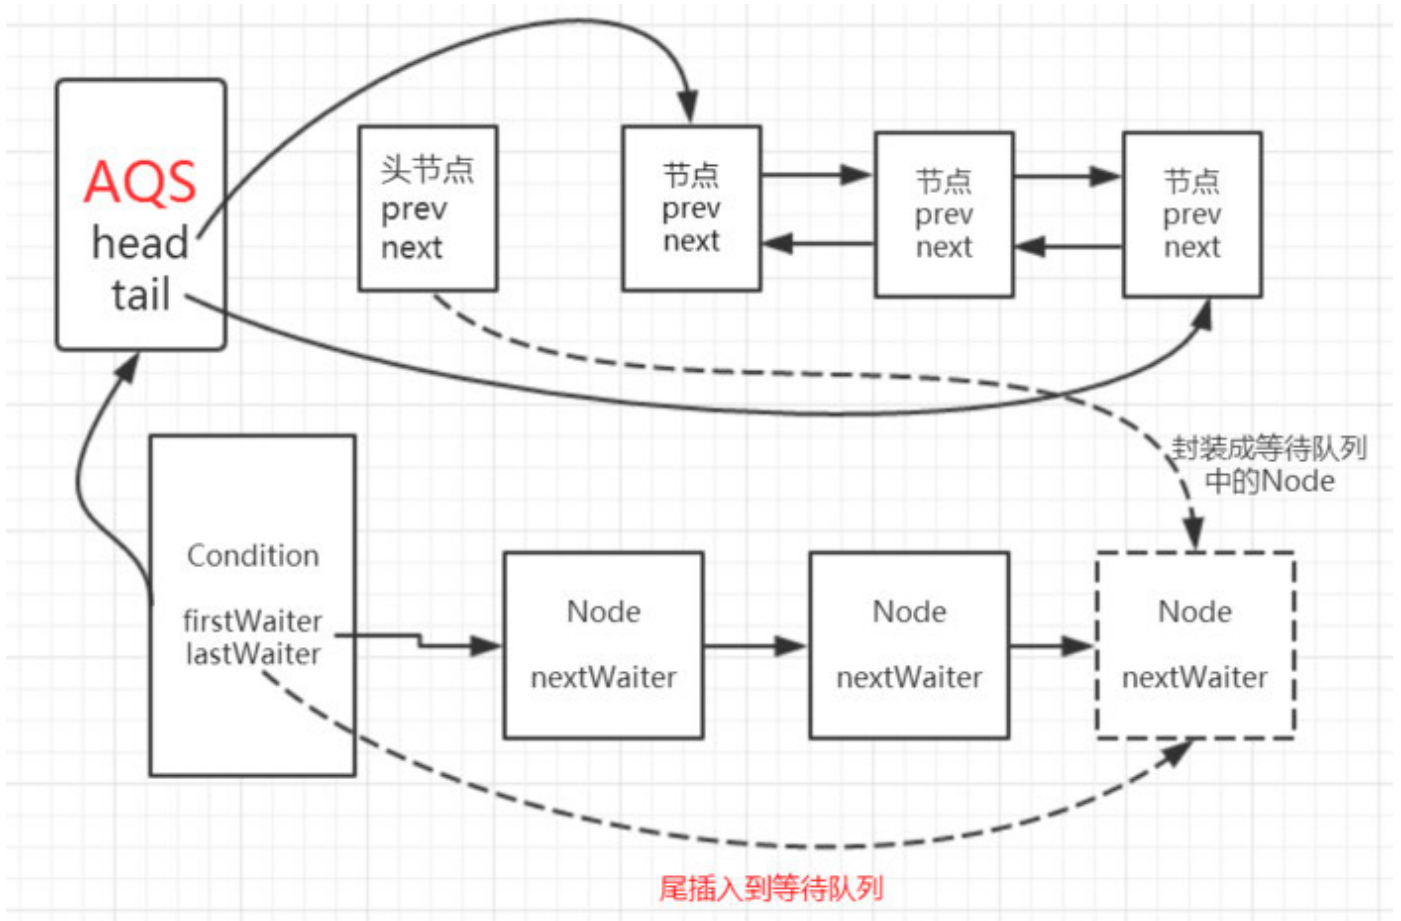 AQS
head
tail
头节点
prev
next
节点
prev
next
节点
prev
next
节点
prev
next
封装成等待队列
中的Node
Condition
firstWaiter
lastWaiter
Node
nextWaiter
Node
nextWaiter
Node
nextWaiter
尾插入到等待队列